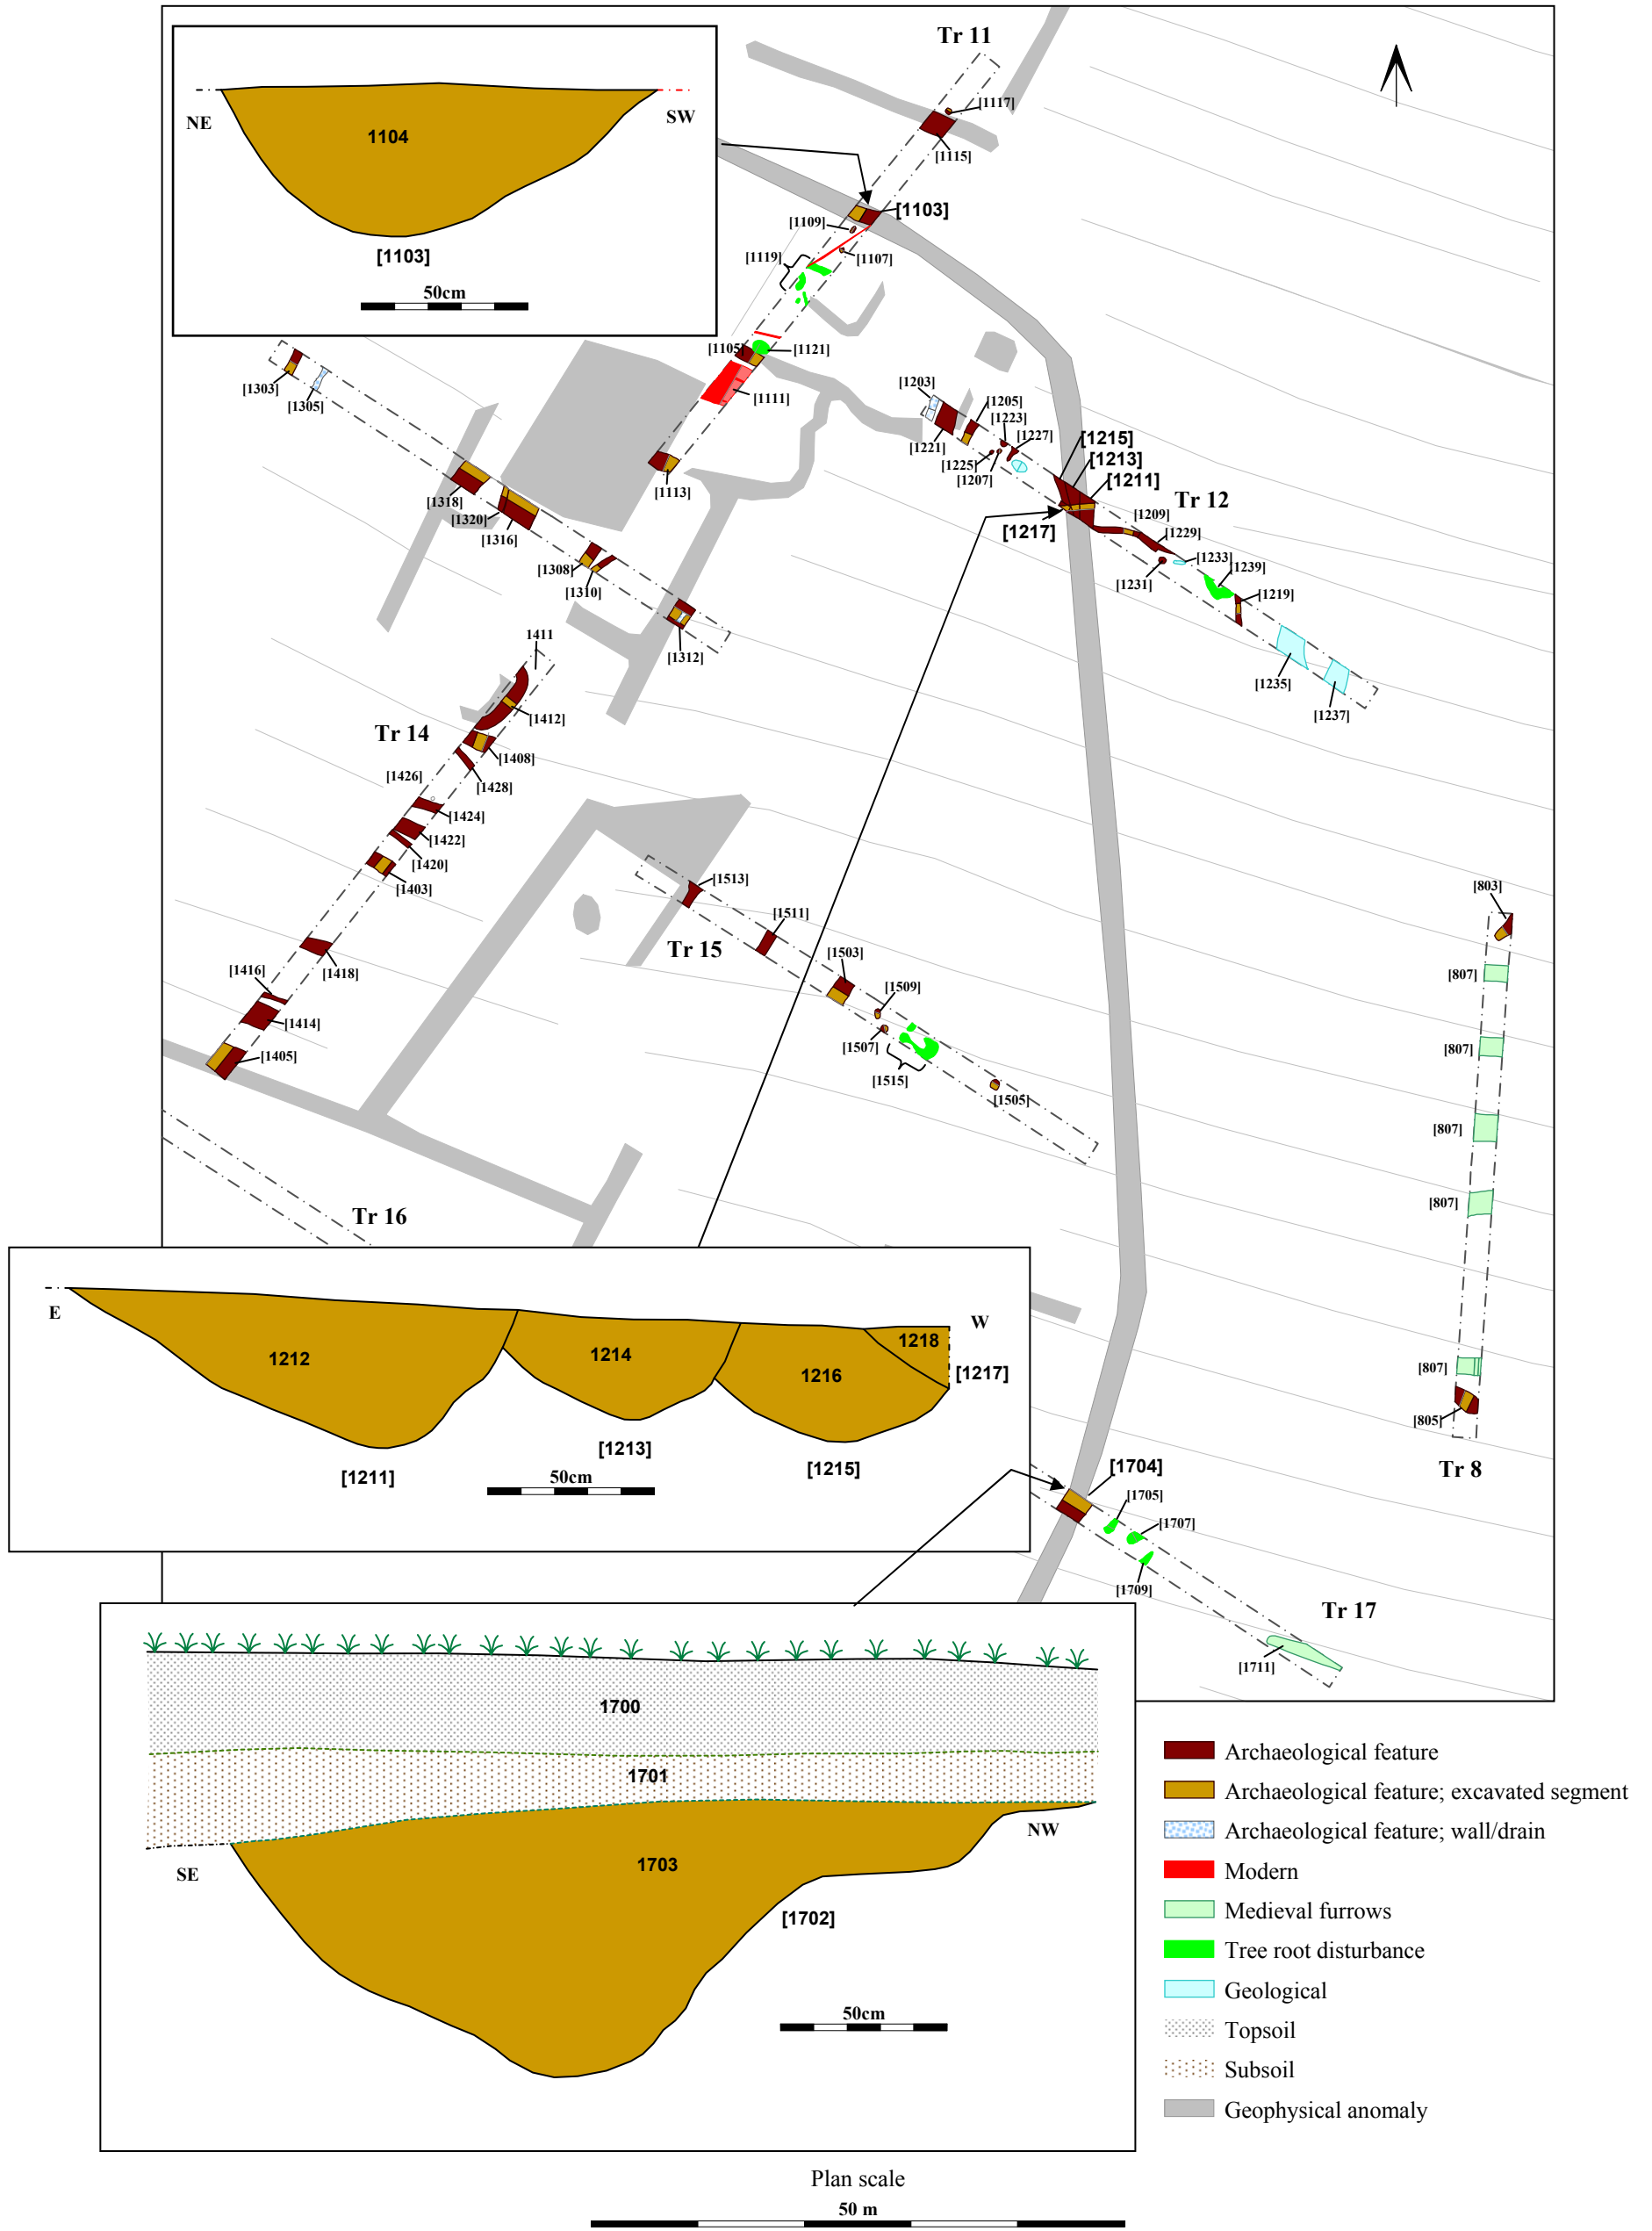 Tr 11
[1117]
[1115]
NE
SW
1104
[1103]
50cm
[1103]
[1109]
[1107]
[1119]
[1105]
[1121]
[1111]
[1113]
[1303]
[1305]
[1318]
[1320]
[1316]
[1308]
[1310]
[1312]
[1203]
[1205]
[1223]
[1227]
[1221]
[1225]
[1207]
[1215]
[1213]
[1211]
Tr 12
[1217]
[1209]
[1229]
[1233]
[1239]
[1231]
[1219]
[1235]
[1237]
1411
[1412]
Tr 14
[1408]
[1428]
[1426]
[1424]
[1422]
[1420]
[1403]
[1418]
[1416]
[1414]
[1405]
[1513]
[1511]
Tr 15
[1503]
[1509]
[1507]
[1515]
[1505]
[803]
[807]
[807]
[807]
[807]
[807]
[805]
Tr 8
Tr 16
E
W
1212
1214
1216
1218
[1217]
[1213]
[1215]
[1211]
50cm
[1704]
[1705]
[1707]
[1709]
Tr 17
[1711]
1700
1701
NW
SE
1703
[1702]
50cm
Archaeological feature
Archaeological feature; excavated segment
Archaeological feature; wall/drain
Modern
Medieval furrows
Tree root disturbance
Geological
Topsoil
Subsoil
Geophysical anomaly
Plan scale
50 m